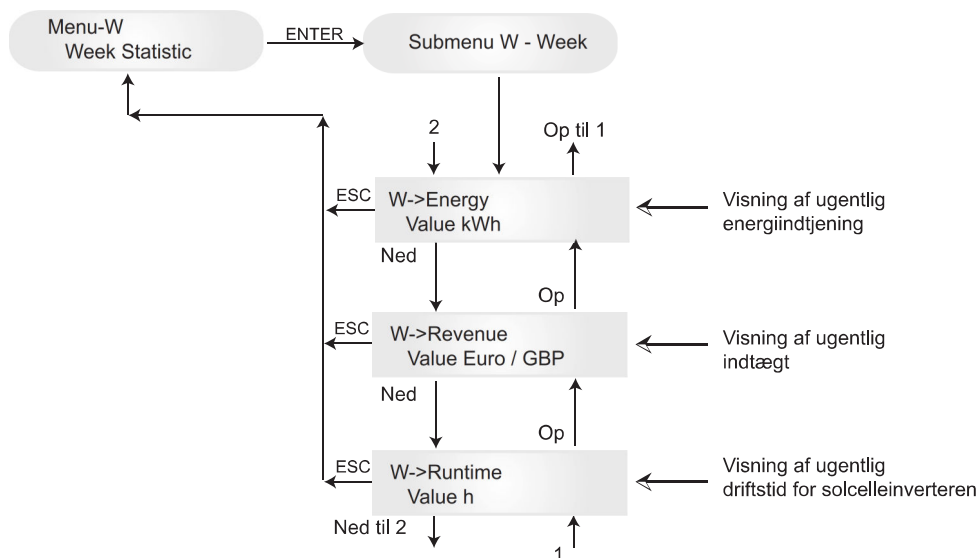 Menu-W
Week Statistic
ENTER
Submenu W - Week
2
Op til 1
ESC
W->Energy
Value kWh
Visning af ugentlig
energiindtjening
Ned
Op
ESC
W->Revenue
Value Euro / GBP
Visning af ugentlig
indtægt
Ned
Op
ESC
W->Runtime
Value h
Visning af ugentlig
driftstid for solcelleinverteren
Ned til 2
1